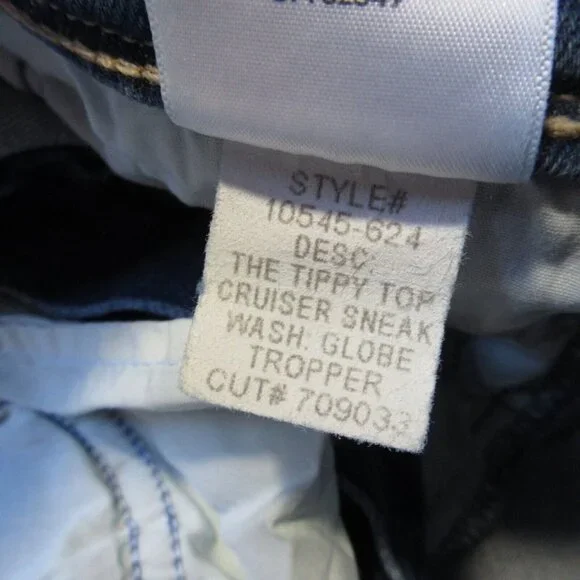 STYLE#
10545-624
DESC:
THE TIPPY TOP
CRUISER SNEAK
WASH: GLOBE
TROPPER
CUT# 709033